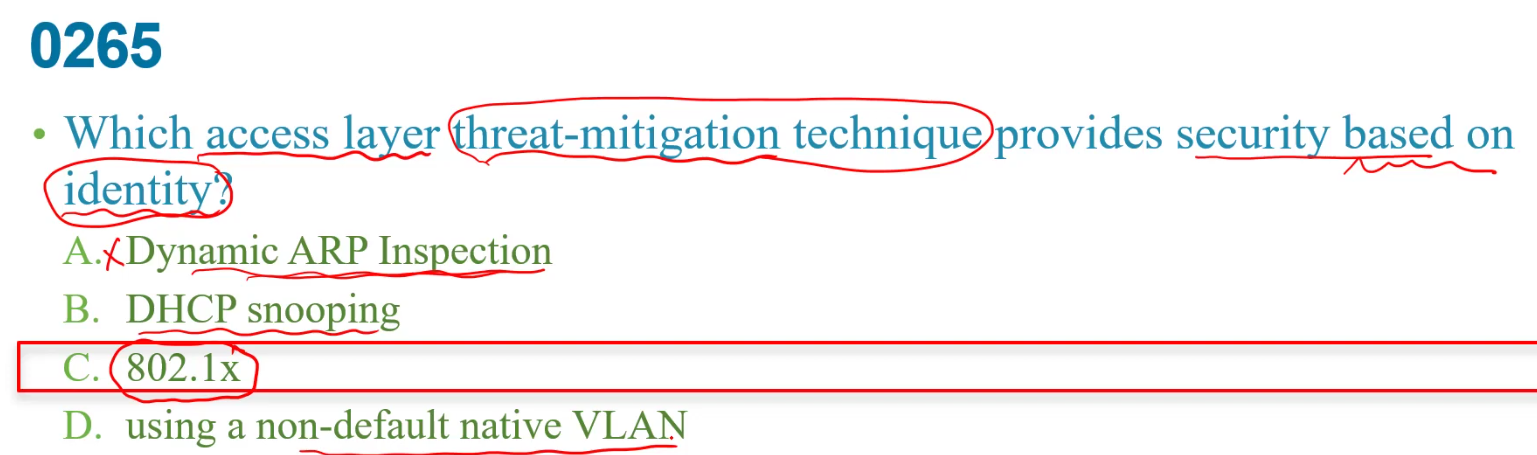 0265
• Which access layer threat-mitigation technique provides security based on
identity?
A. Dynamic ARP Inspection
B. DHCP snooping
C. 802.1x
D. using a non-default native VLAN